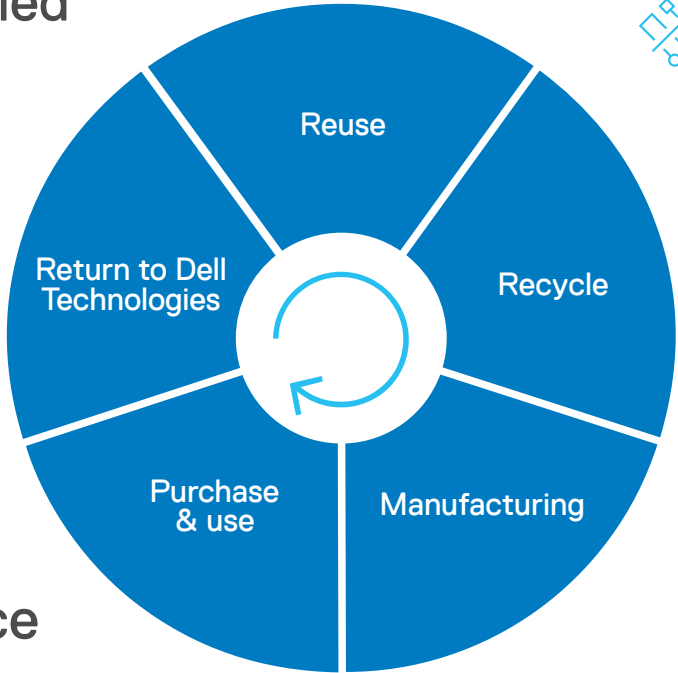 Reuse
Return to Dell
Technologies
Recycle
Purchase
& use
Manufacturing